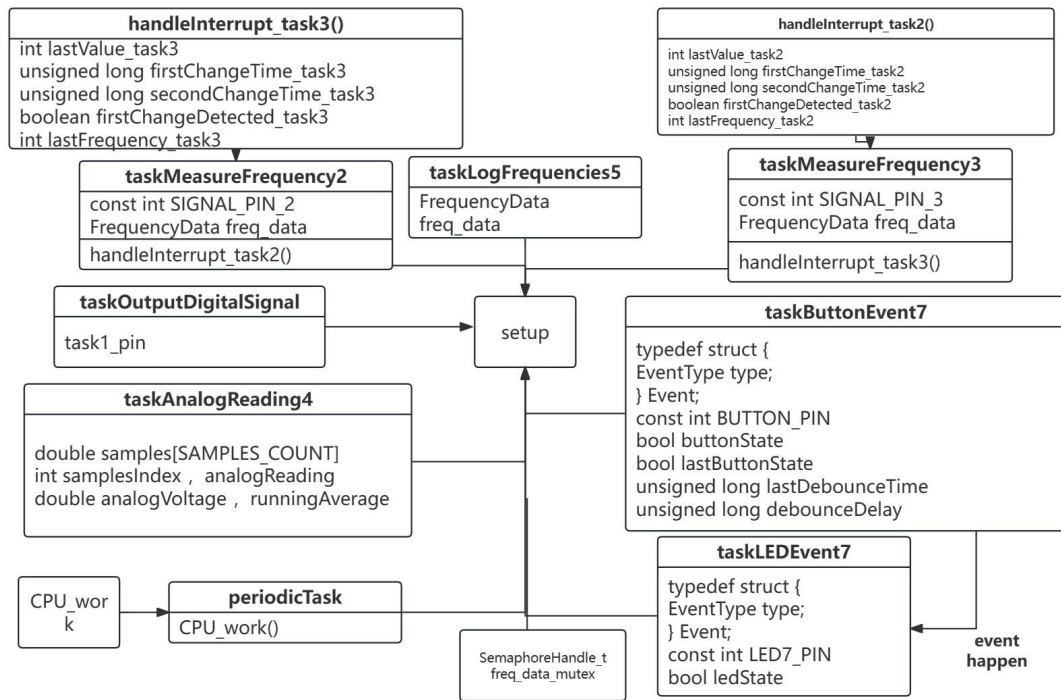 handleInterrupt_task3()
int lastValue_task3
unsigned long firstChangeTime_task3
unsigned long secondChangeTime_task3
boolean firstChangeDetected_task3
int lastFrequency_task3
handleInterrupt_task2()
int lastValue_task2
unsigned long firstChangeTime_task2
unsigned long secondChangeTime_task2
boolean firstChangeDetected_task2
int lastFrequency_task2
taskMeasureFrequency2
const int SIGNAL_PIN_2
FrequencyData freq_data
handleInterrupt_task2()
taskLogFrequencies5
FrequencyData
freq_data
taskMeasureFrequency3
const int SIGNAL_PIN_3
FrequencyData freq_data
handleInterrupt_task3()
taskOutputDigitalSignal
task1_pin
setup
taskButtonEvent7
typedef struct {
EventType type;
} Event;
const int BUTTON_PIN
bool buttonState
bool lastButtonState
unsigned long lastDebounceTime
unsigned long debounceDelay
taskAnalogReading4
double samples[SAMPLES_COUNT]
int samplesIndex , analogReading
double analogVoltage , runningAverage
taskLEDEvent7
typedef struct {
EventType type;
} Event;
const int LED7_PIN
bool ledState
event
happen
CPU_wor
k
periodicTask
CPU_work()
SemaphoreHandle_t
freq_data_mutex